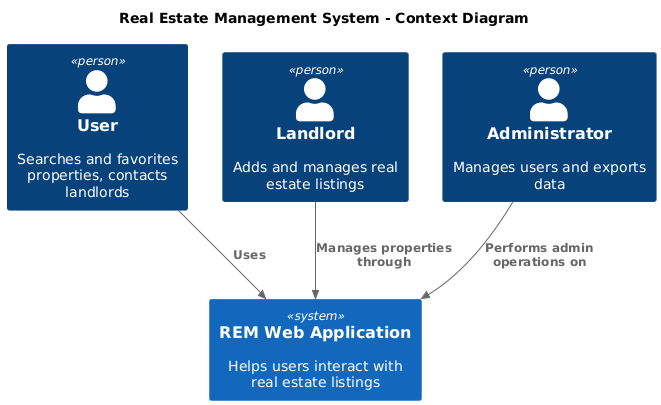 Real Estate Management System - Context Diagram
«person»
User
Searches and favorites
properties, contacts
landlords
«person»
Landlord
Adds and manages real
estate listings
«person»
Administrator
Manages users and exports
data
Uses
Manages properties
through
Performs admin
operations on
«system»
REM Web Application
Helps users interact with
real estate listings